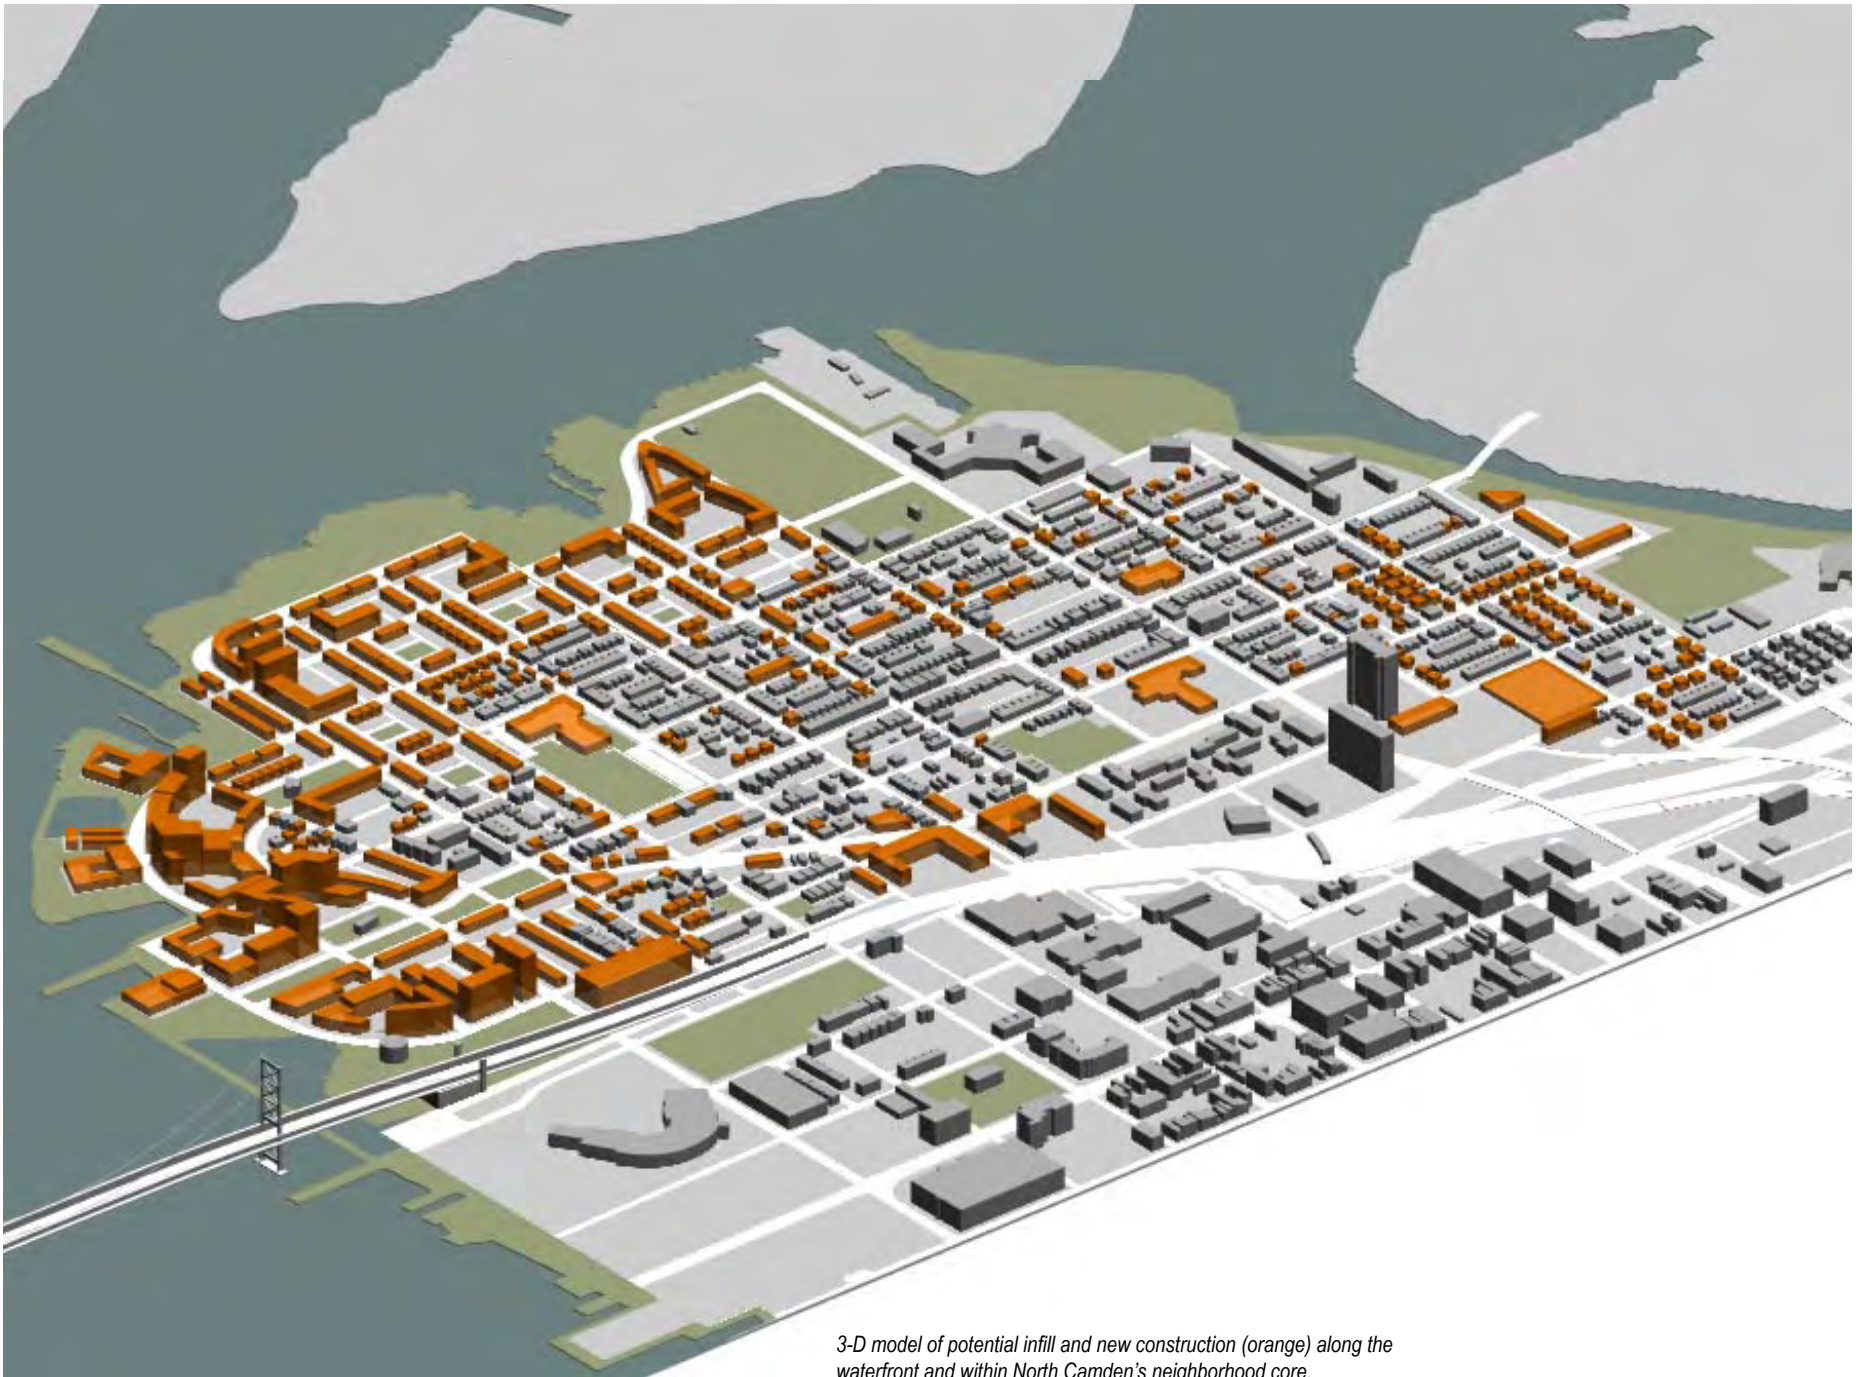 3-D model of potential infill and new construction (orange) along the
waterfront and within North Camden's neighborhood core